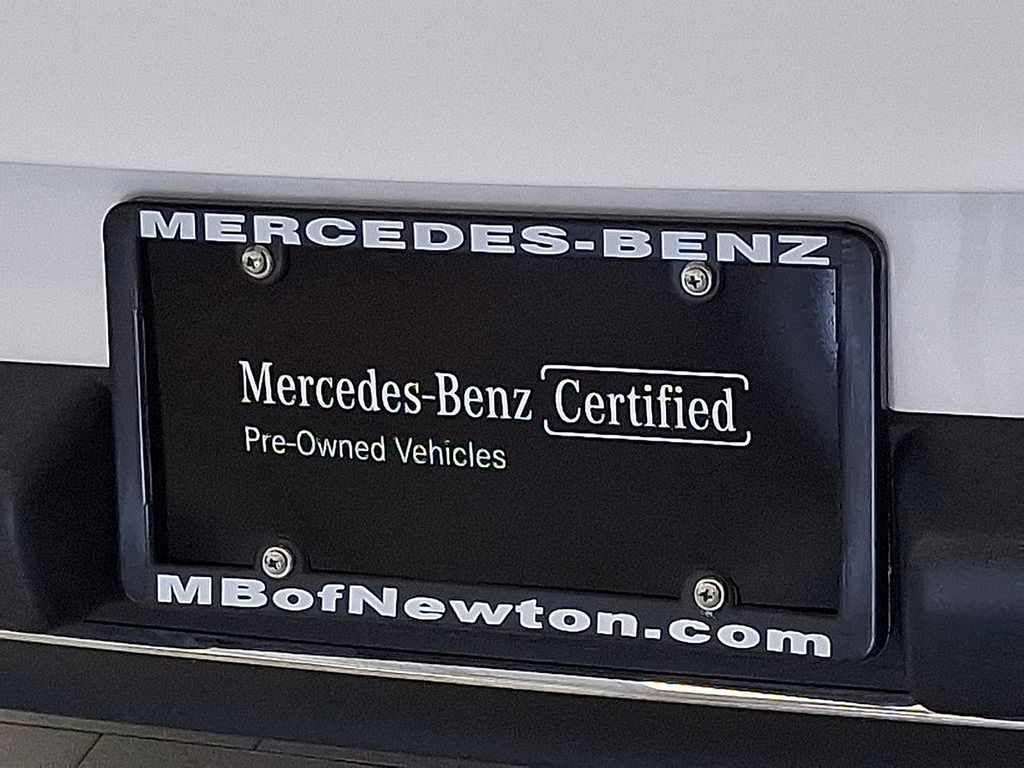 MERCEDES-BENZ
Mercedes-Benz Certified
Pre-Owned Vehicles
MBofNewton.com